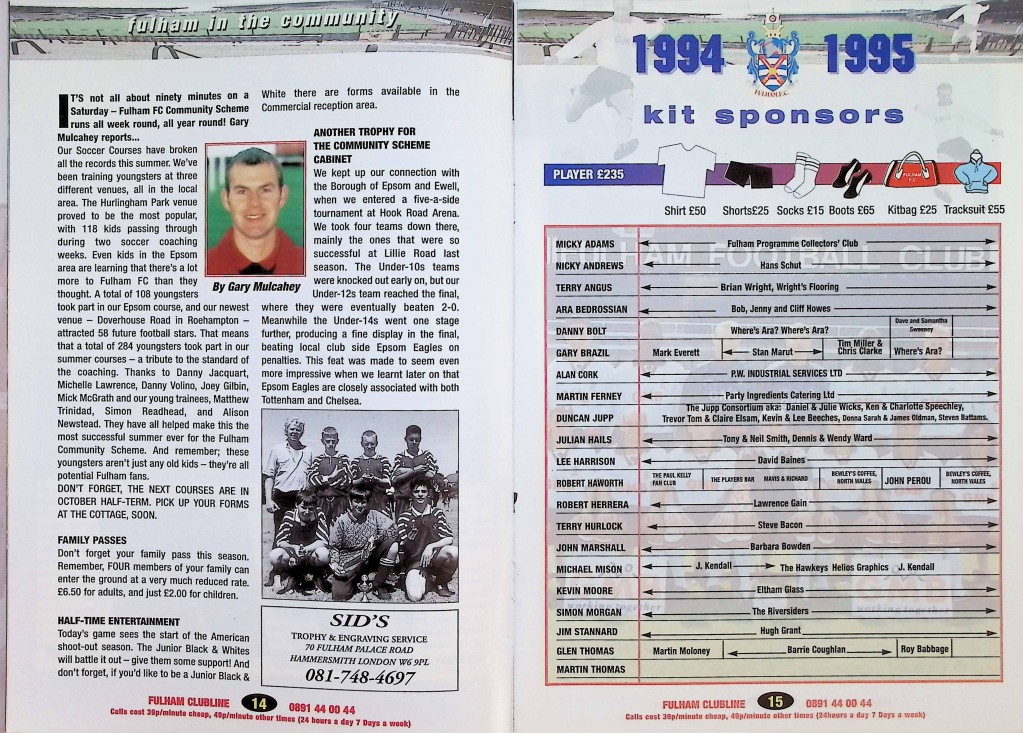 fulham in the community
IT'S not all about ninety minutes on a
Saturday – Fulham FC Community Scheme
runs all week round, all year round! Gary
Mulcahey reports...
Our Soccer Courses have broken
all the records this summer. We've
been training youngsters at three
different venues, all in the local
area. The Hurlingham Park venue
proved to be the most popular,
with 118 kids passing through
during two soccer coaching
weeks. Even kids in the Epsom
area are learning that there's a lot
more to Fulham FC than they
thought. A total of 108 youngsters
took part in our Epsom course, and our newest
venue – Doverhouse Road in Roehampton –
attracted 58 future football stars. That means
that a total of 284 youngsters took part in our
summer courses – a tribute to the standard of
the coaching. Thanks to Danny Jacquart,
Michelle Lawrence, Danny Volino, Joey Gilbin,
Mick McGrath and our young trainees, Matthew
Trinidad, Simon Readhead, and Alison
Newstead. They have all helped make this the
most successful summer ever for the Fulham
Community Scheme. And remember; these
youngsters aren't just any old kids – they're all
potential Fulham fans.
DON'T FORGET, THE NEXT COURSES ARE IN
OCTOBER HALF-TERM. PICK UP YOUR FORMS
AT THE COTTAGE, SOON.
FAMILY PASSES
Don't forget your family pass this season.
Remember, FOUR members of your family can
enter the ground at a very much reduced rate.
£6.50 for adults, and just £2.00 for children.
HALF-TIME ENTERTAINMENT
Today's game sees the start of the American
shoot-out season. The Junior Black & Whites
will battle it out – give them some support! And
don't forget, if you'd like to be a Junior Black &
By Gary Mulcahey
White there are forms available in the
Commercial reception area.
ANOTHER TROPHY FOR
THE COMMUNITY SCHEME
CABINET
We kept up our connection with
the Borough of Epsom and Ewell,
when we entered a five-a-side
tournament at Hook Road Arena.
We took four teams down there,
mainly the ones that were so
successful at Lillie Road last
season. The Under-10s teams
were knocked out early on, but our
Under-12s team reached the final,
where they were eventually beaten 2-0.
Meanwhile the Under-14s went one stage
further, producing a fine display in the final,
beating local club side Epsom Eagles on
penalties. This feat was made to seem even
more impressive when we learnt later on that
Epsom Eagles are closely associated with both
Tottenham and Chelsea.
SID'S
TROPHY & ENGRAVING SERVICE
70 FULHAM PALACE ROAD
HAMMERSMITH LONDON W6 9PL
081-748-4697
FULHAM CLUBLINE 14 0891 44 00 44
Calls cost 39p/minute cheap, 49p/minute other times (24 hours a day 7 Days a week)
1994 1995
FULHAM F.C.
kit sponsors
PLAYER £235
FULHAM F.C.
Shirt £50 Shorts£25 Socks £15 Boots £65 Kitbag £25 Tracksuit £55
FULHAM FOOTBALL CLUB
MICKY ADAMS Fulham Programme Collectors' Club
NICKY ANDREWS Hans Schut
TERRY ANGUS Brian Wright, Wright's Flooring
ARA BEDROSSIAN Bob, Jenny and Cliff Howes
DANNY BOLT Where's Ara? Where's Ara? Dave and Samantha Sweeney
GARY BRAZIL Mark Everett Stan Marut Tim Miller & Chris Clarke Where's Ara?
ALAN CORK P.W. INDUSTRIAL SERVICES LTD
MARTIN FERNEY Party Ingredients Catering Ltd
DUNCAN JUPP The Jupp Consortium aka: Daniel & Julie Wicks, Ken & Charlotte Speechley,
Trevor Tom & Claire Elsam, Kevin & Lee Beeches, Donna Sarah & James Oldman, Steven Battams.
JULIAN HAILS Tony & Neil Smith, Dennis & Wendy Ward
LEE HARRISON David Baines
ROBERT HAWORTH THE PAUL KELLY FAN CLUB THE PLAYERS BAR MAVIS & RICHARD BEWLEY'S COFFEE, NORTH WALES JOHN PEROU BEWLEY'S COFFEE, NORTH WALES
ROBERT HERRERA Lawrence Gain
TERRY HURLOCK Steve Bacon
JOHN MARSHALL Barbara Bowden
MICHAEL MISON J. Kendall The Hawkeys Helios Graphics J. Kendall
KEVIN MOORE Eltham Glass
working together working together
SIMON MORGAN The Riversiders
JIM STANNARD Hugh Grant
GLEN THOMAS Martin Moloney Barrie Coughlan Roy Babbage
MARTIN THOMAS
FULHAM CLUBLINE 15 0891 44 00 44
Calls cost 39p/minute cheap, 49p/minute other times (24hours a day 7 Days a week)